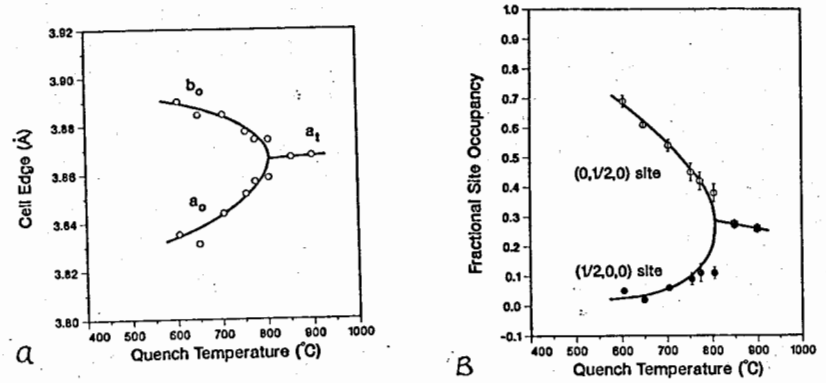 3.92
3.90
3.88
3.86
3.84
3.82
3.80
Cell Edge (Å)
b₀
a₀
aₜ
400 500 600 700 800 900 1000
Quench Temperature (°C)
a
1.0
0.9
0.8
0.7
0.6
0.5
0.4
0.3
0.2
0.1
0.0
-0.1
Fractional Site Occupancy
(0,1/2,0) site
(1/2,0,0) site
400 500 600 700 800 900 1000
Quench Temperature (°C)
B